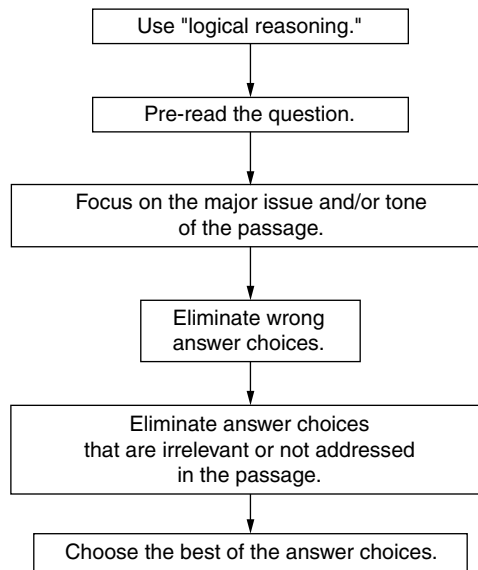 Use "logical reasoning."
Pre-read the question.
Focus on the major issue and/or tone
of the passage.
Eliminate wrong
answer choices.
Eliminate answer choices
that are irrelevant or not addressed
in the passage.
Choose the best of the answer choices.